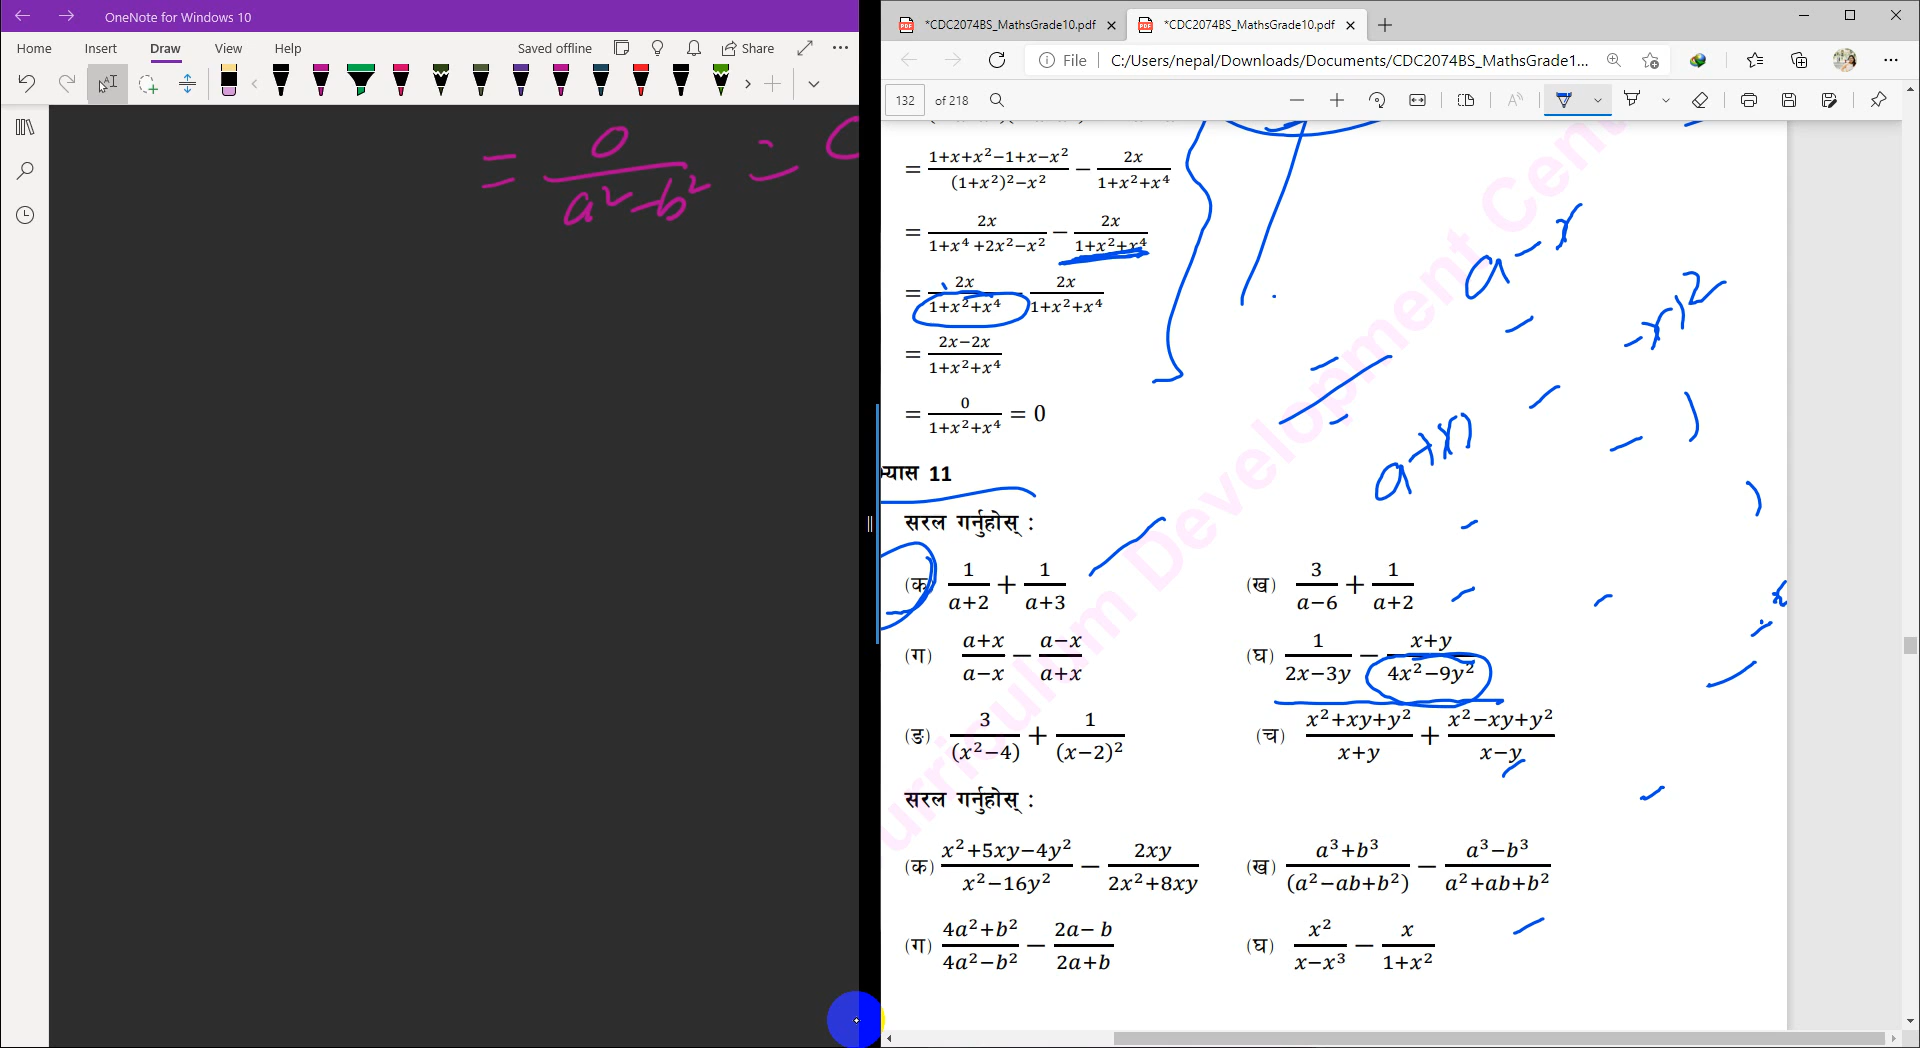 OneNote for Windows 10
Home Insert Draw View Help Saved offline Share
= 0/(a²-b²) =
*CDC2074BS_MathsGrade10.pdf *CDC2074BS_MathsGrade10.pdf
File C:/Users/nepal/Downloads/Documents/CDC2074BS_MathsGrade1...
132 of 218
= (1+x+x²−1+x−x²)/((1+x²)²−x²) − 2x/(1+x²+x⁴)
= 2x/(1+x⁴+2x²−x²) − 2x/(1+x²+x⁴)
= 2x/(1+x²+x⁴) − 2x/(1+x²+x⁴)
= (2x−2x)/(1+x²+x⁴)
= 0/(1+x²+x⁴) = 0
a-x
a+x
भ्यास 11
सरल गर्नुहोस् :
(क) 1/(a+2) + 1/(a+3) (ख) 3/(a−6) + 1/(a+2)
(ग) (a+x)/(a−x) − (a−x)/(a+x) (घ) 1/(2x−3y) − (x+y)/(4x²−9y²)
(ङ) 3/(x²−4) + 1/(x−2)² (च) (x²+xy+y²)/(x+y) + (x²−xy+y²)/(x−y)
सरल गर्नुहोस् :
(क) (x²+5xy−4y²)/(x²−16y²) − 2xy/(2x²+8xy) (ख) (a³+b³)/(a²−ab+b²) − (a³−b³)/(a²+ab+b²)
(ग) (4a²+b²)/(4a²−b²) − (2a− b)/(2a+b) (घ) x²/(x−x³) − x/(1+x²)
urriculum Development Cent